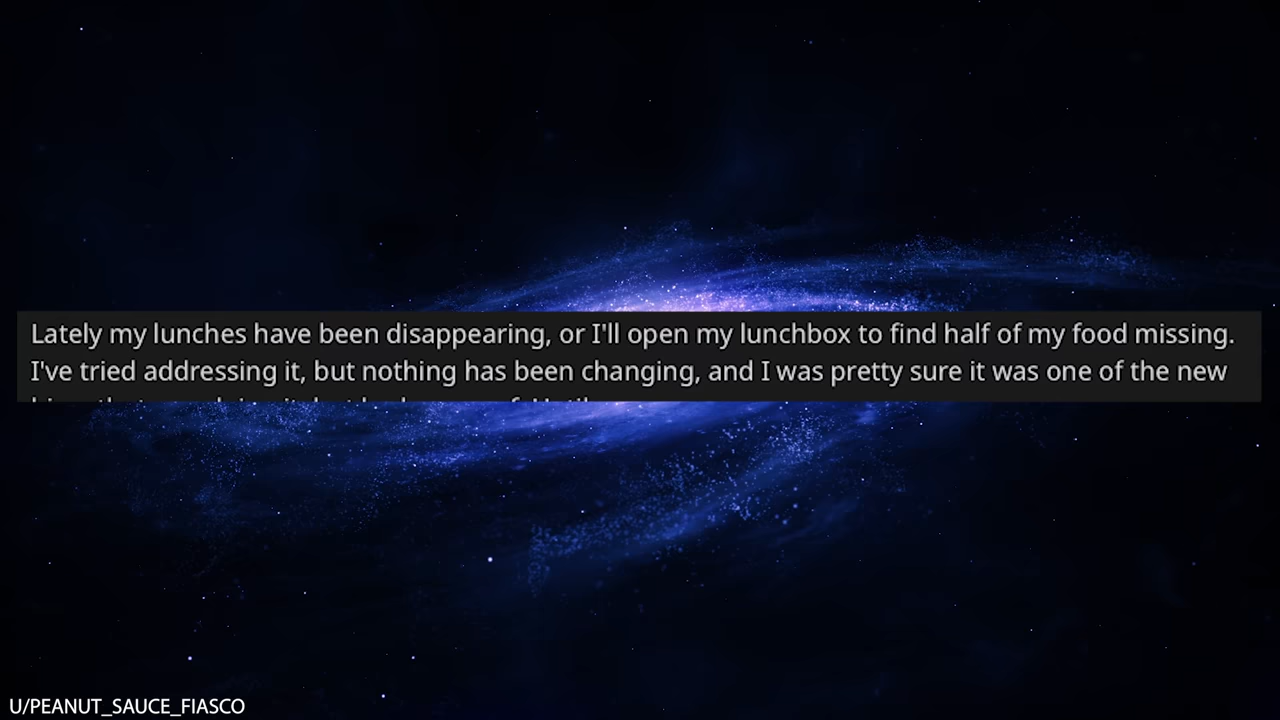 Lately my lunches have been disappearing, or I'll open my lunchbox to find half of my food missing.
I've tried addressing it, but nothing has been changing, and I was pretty sure it was one of the new
U/PEANUT_SAUCE_FIASCO